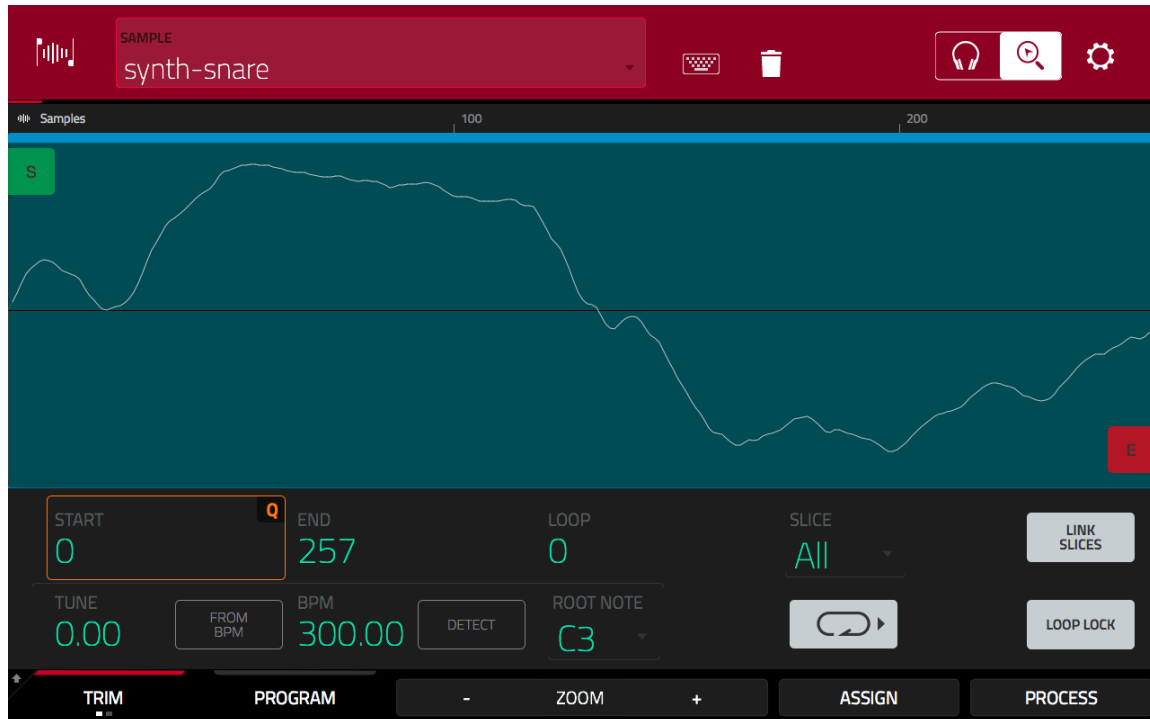 SAMPLE
synth-snare
Samples
100
200
S
E
START
Q
END
LOOP
SLICE
0
257
0
All
LINK
SLICES
TUNE
FROM
BPM
BPM
DETECT
ROOT NOTE
0.00
300.00
C3
LOOP LOCK
TRIM
PROGRAM
- ZOOM +
ASSIGN
PROCESS